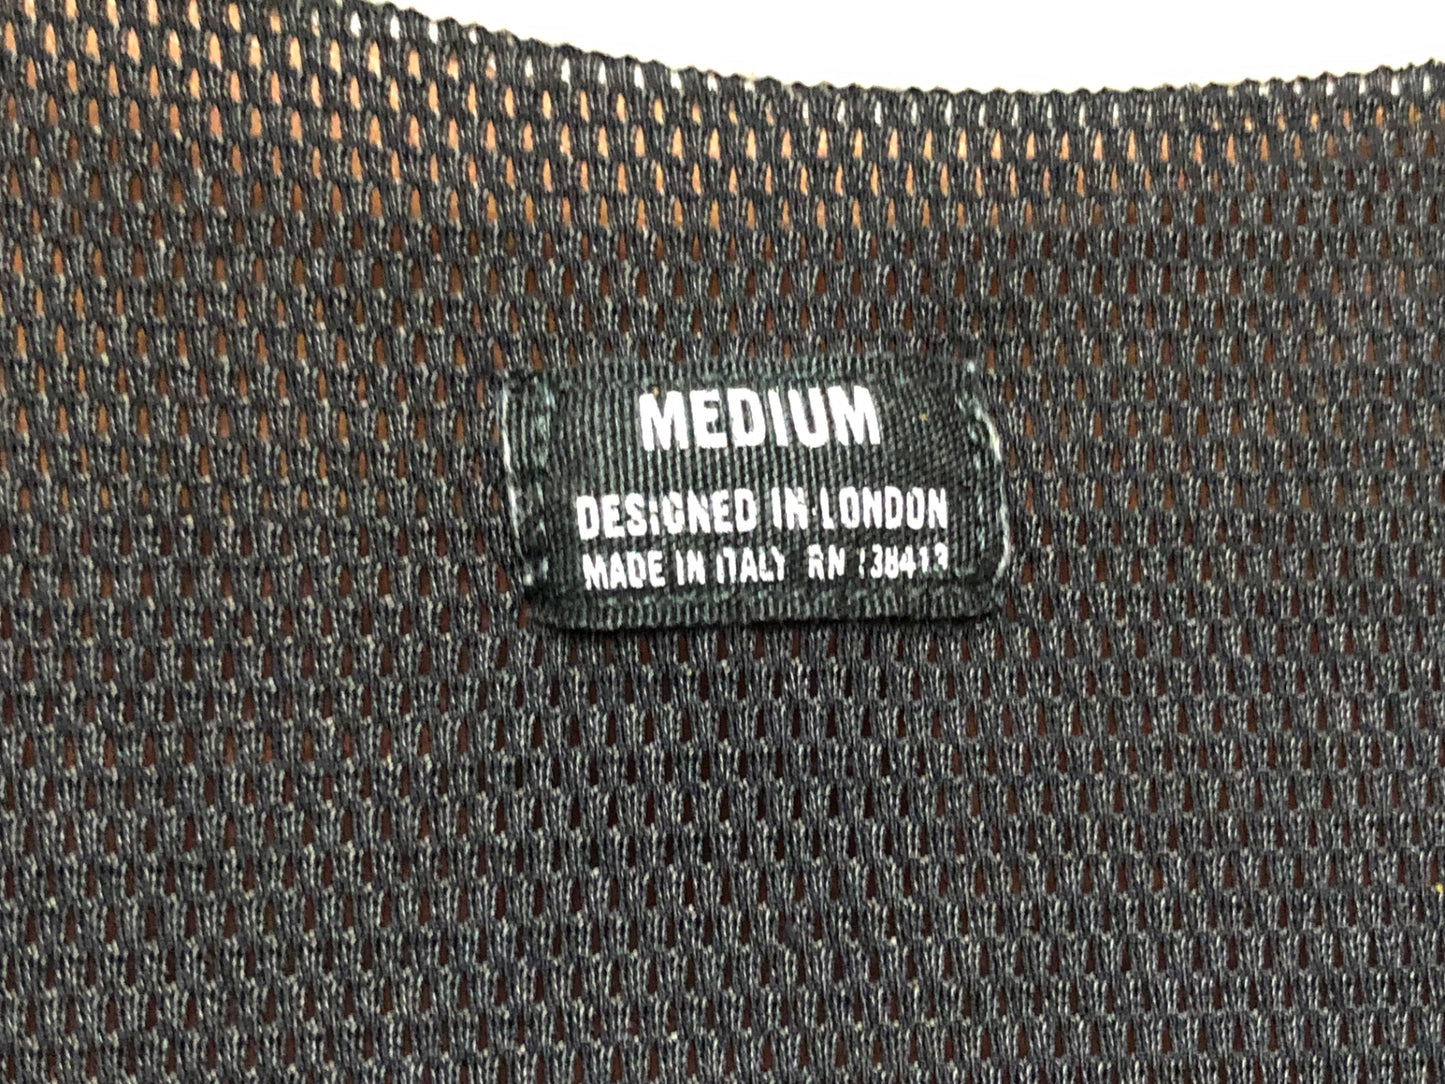 MEDIUM
DESIGNED IN LONDON
MADE IN ITALY RN 138413